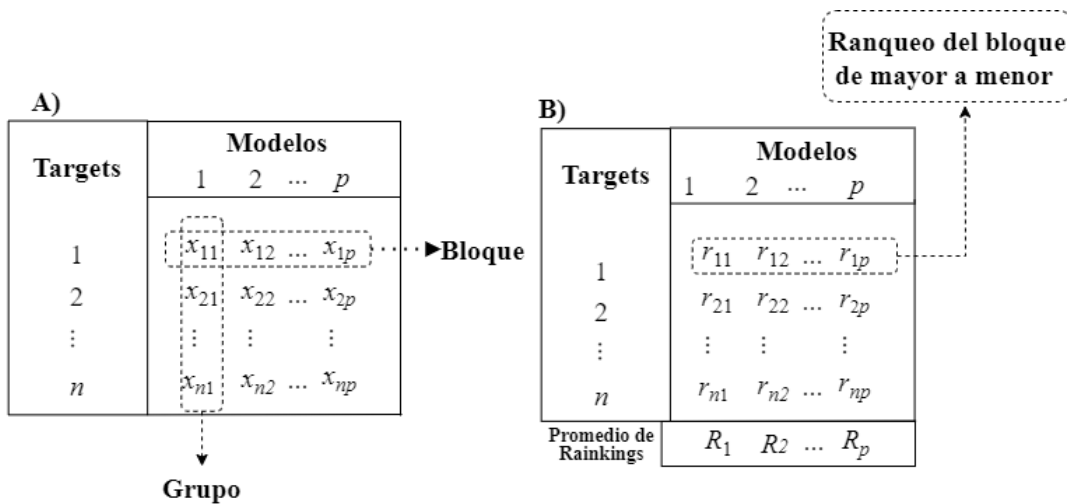 Ranqueo del bloque
de mayor a menor
A)
Modelos
Targets
1 2 ... p
1 x11 x12 ... x1p
Bloque
2 x21 x22 ... x2p
⋮ ⋮ ⋮ ⋮
n xn1 xn2 ... xnp
Grupo
B)
Modelos
Targets
1 2 ... p
1 r11 r12 ... r1p
2 r21 r22 ... r2p
⋮ ⋮ ⋮ ⋮
n rn1 rn2 ... rnp
Promedio de
Rainkings
R1 R2 ... Rp